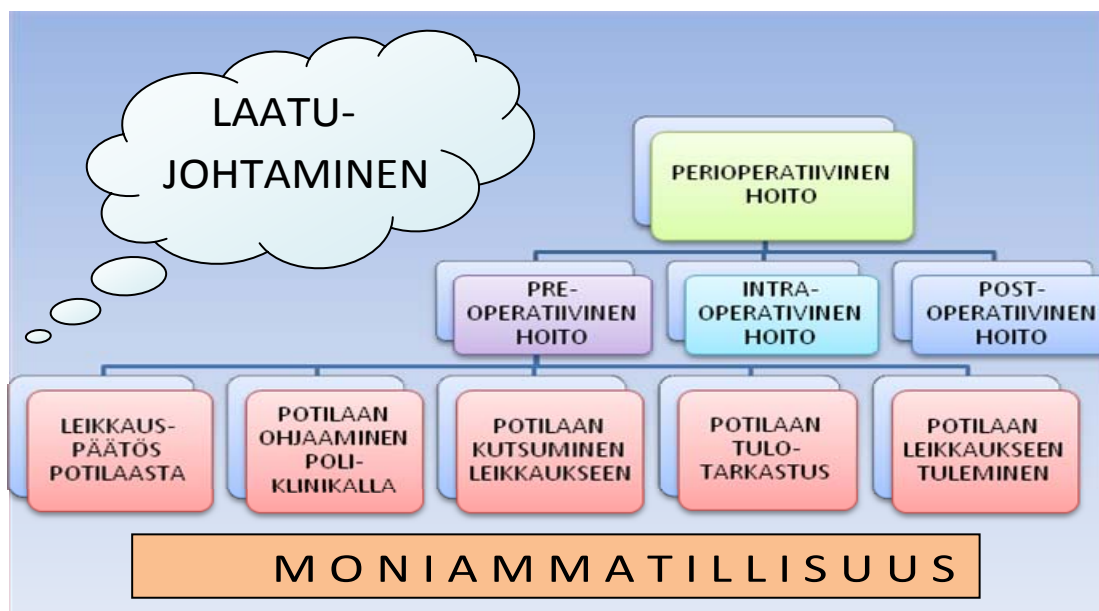 LAATU-
JOHTAMINEN
PERIOPERATIIVINEN
HOITO
PRE-
OPERATIIVINEN
HOITO
INTRA-
OPERATIVINEN
HOITO
POST-
OPERATIIVINEN
HOITO
LEIKKAUS-
PÄÄTÖS
POTILAASTA
POTILAAN
OHJAAMINEN
POLI-
KLINIKALLA
POTILAAN
KUTSUMINEN
LEIKKAUKSEEN
POTILAAN
TULO-
TARKASTUS
POTILAAN
LEIKKAUKSEEN
TULEMINEN
MONIAMMATILLISUUS